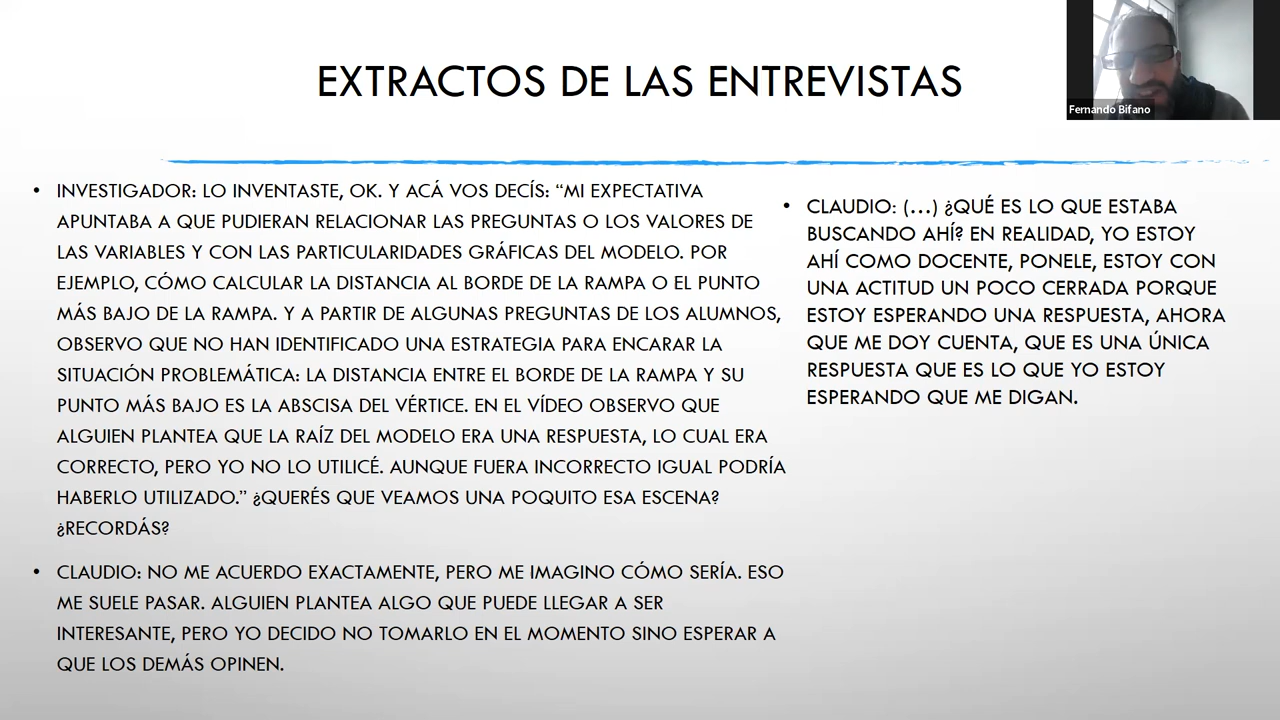 EXTRACTOS DE LAS ENTREVISTAS
Fernando Bifano
• INVESTIGADOR: LO INVENTASTE, OK. Y ACÁ VOS DECÍS: “MI EXPECTATIVA
APUNTABA A QUE PUDIERAN RELACIONAR LAS PREGUNTAS O LOS VALORES DE
LAS VARIABLES Y CON LAS PARTICULARIDADES GRÁFICAS DEL MODELO. POR
EJEMPLO, CÓMO CALCULAR LA DISTANCIA AL BORDE DE LA RAMPA O EL PUNTO
MÁS BAJO DE LA RAMPA. Y A PARTIR DE ALGUNAS PREGUNTAS DE LOS ALUMNOS,
OBSERVO QUE NO HAN IDENTIFICADO UNA ESTRATEGIA PARA ENCARAR LA
SITUACIÓN PROBLEMÁTICA: LA DISTANCIA ENTRE EL BORDE DE LA RAMPA Y SU
PUNTO MÁS BAJO ES LA ABSCISA DEL VÉRTICE. EN EL VÍDEO OBSERVO QUE
ALGUIEN PLANTEA QUE LA RAÍZ DEL MODELO ERA UNA RESPUESTA, LO CUAL ERA
CORRECTO, PERO YO NO LO UTILICÉ. AUNQUE FUERA INCORRECTO IGUAL PODRÍA
HABERLO UTILIZADO.” ¿QUERÉS QUE VEAMOS UNA POQUITO ESA ESCENA?
¿RECORDÁS?
• CLAUDIO: NO ME ACUERDO EXACTAMENTE, PERO ME IMAGINO CÓMO SERÍA. ESO
ME SUELE PASAR. ALGUIEN PLANTEA ALGO QUE PUEDE LLEGAR A SER
INTERESANTE, PERO YO DECIDO NO TOMARLO EN EL MOMENTO SINO ESPERAR A
QUE LOS DEMÁS OPINEN.
• CLAUDIO: (…) ¿QUÉ ES LO QUE ESTABA
BUSCANDO AHÍ? EN REALIDAD, YO ESTOY
AHÍ COMO DOCENTE, PONELE, ESTOY CON
UNA ACTITUD UN POCO CERRADA PORQUE
ESTOY ESPERANDO UNA RESPUESTA, AHORA
QUE ME DOY CUENTA, QUE ES UNA ÚNICA
RESPUESTA QUE ES LO QUE YO ESTOY
ESPERANDO QUE ME DIGAN.